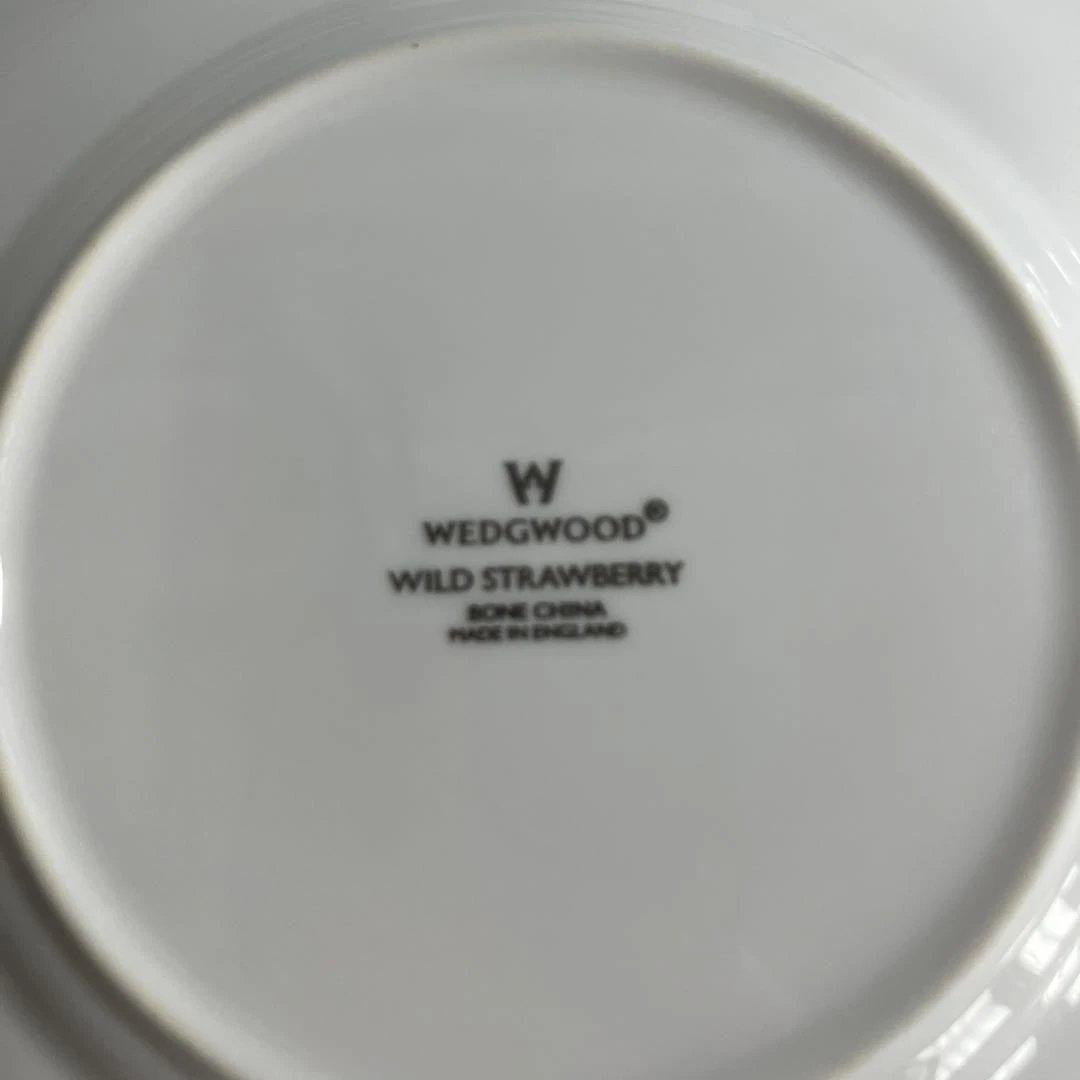 W
WEDGWOOD®
WILD STRAWBERRY
BONE CHINA
MADE IN ENGLAND